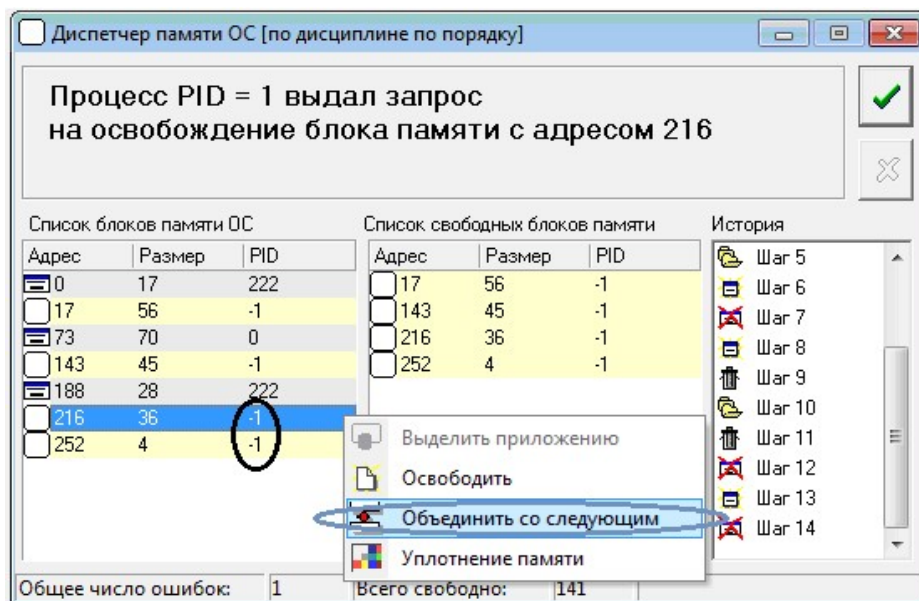 Диспетчер памяти ОС [по дисциплине по порядку]
Процесс PID = 1 выдал запрос
на освобождение блока памяти с адресом 216
Список блоков памяти ОС
Адрес Размер PID
0 17 222
17 56 -1
73 70 0
143 45 -1
188 28 222
216 36 -1
252 4 -1
Список свободных блоков памяти
Адрес Размер PID
17 56 -1
143 45 -1
216 36 -1
252 4 -1
История
Шаг 5
Шаг 6
Шаг 7
Шаг 8
Шаг 9
Шаг 10
Шаг 11
Шаг 12
Шаг 13
Шаг 14
Выделить приложению
Освободить
Объединить со следующим
Уплотнение памяти
Общее число ошибок: 1 Всего свободно: 141